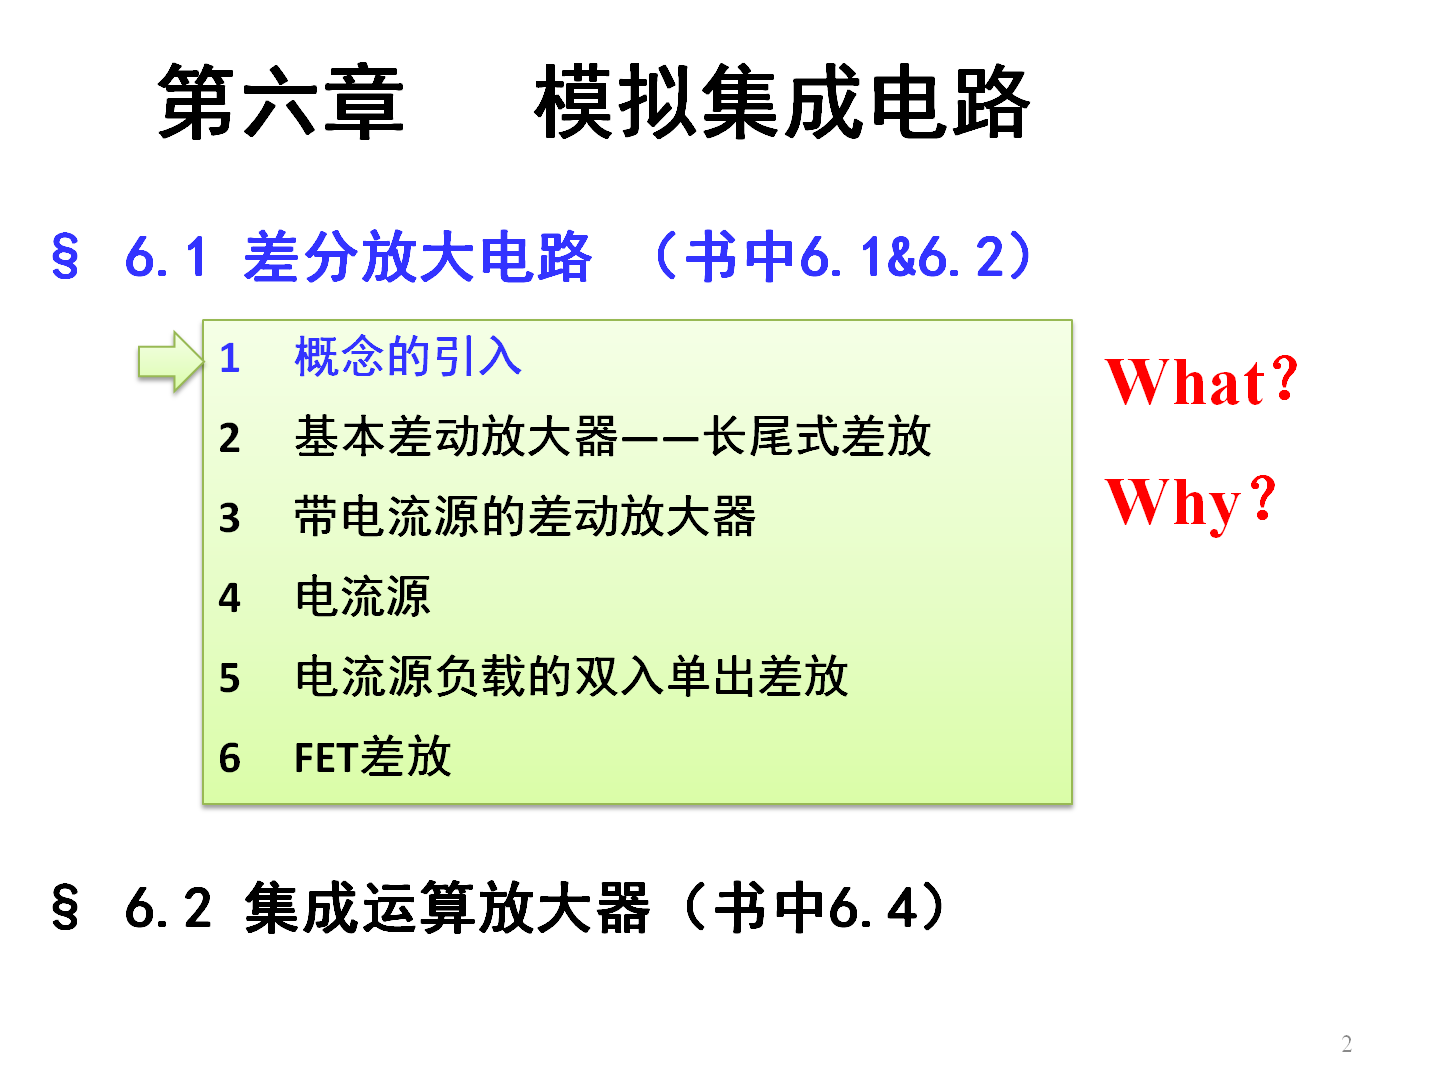 第六章 模拟集成电路
§ 6.1 差分放大电路 （书中6.1&6.2）
1 概念的引入
2 基本差动放大器——长尾式差放
3 带电流源的差动放大器
4 电流源
5 电流源负载的双入单出差放
6 FET差放
What？
Why？
§ 6.2 集成运算放大器（书中6.4）
2